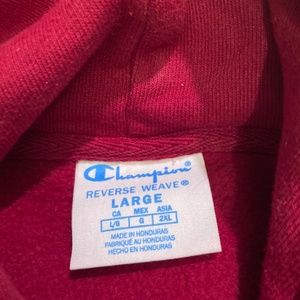 Champion
REVERSE WEAVE®
LARGE
CA MEX ASIA
L/G G 2XL
MADE IN HONDURAS
FABRIQUÉ AU HONDURAS
HECHO EN HONDURAS